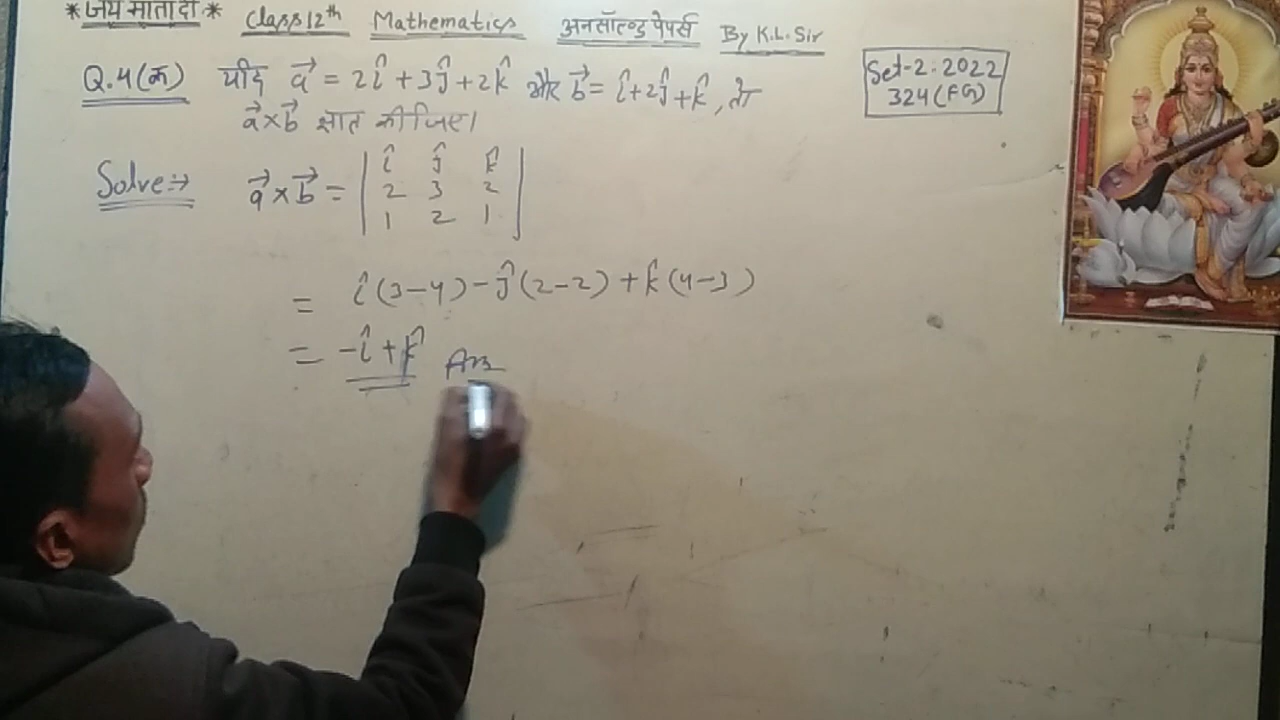 *जय माता दी* Class 12th Mathematics अनसॉल्व्ड पेपर्स By K.L. Sir
Q.4(क) यदि a⃗ = 2î + 3ĵ + 2k̂ और b⃗ = î + 2ĵ + k̂, तो
a⃗ × b⃗ ज्ञात कीजिए।
Set-2: 2022
324 (FG)
Solve:→ a⃗ × b⃗ = | î ĵ k̂ |
| 2 3 2 |
| 1 2 1 |
= î(3-4) - ĵ(2-2) + k̂(4-3)
= -î + k̂ Ans